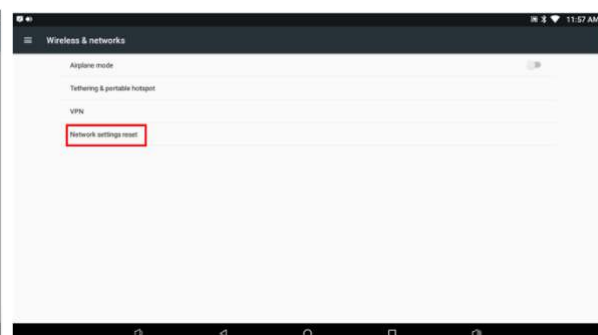 11:57 AM
Wireless & networks
Airplane mode
Tethering & portable hotspot
VPN
Network settings reset